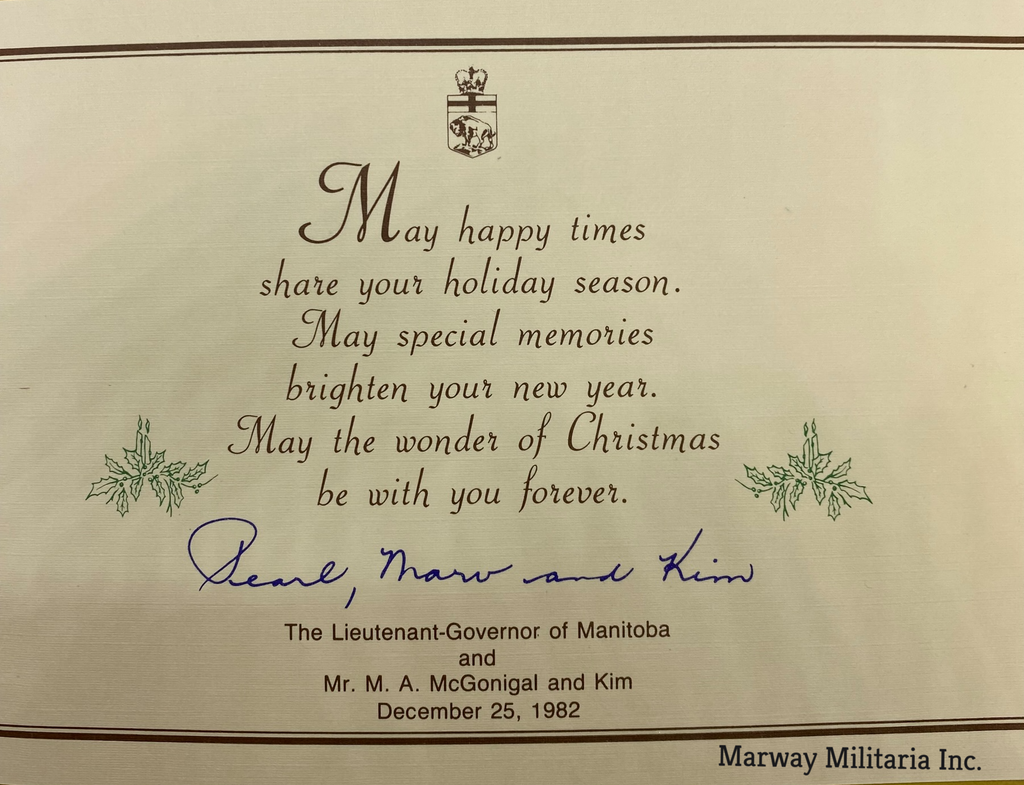 May happy times
share your holiday season.
May special memories
brighten your new year.
May the wonder of Christmas
be with you forever.
Pearl, Marv and Kim
The Lieutenant-Governor of Manitoba
and
Mr. M. A. McGonigal and Kim
December 25, 1982
Marway Militaria Inc.